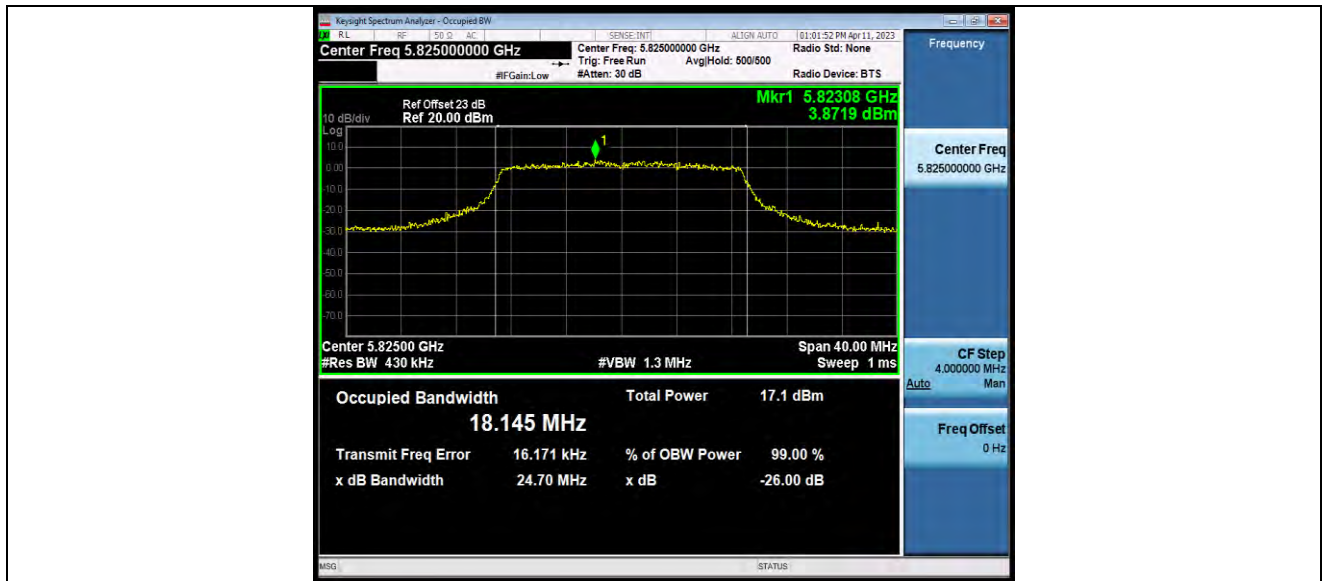 Keysight Spectrum Analyzer - Occupied BW
RL RF 50 Ω AC SENSE:INT ALIGN AUTO 01:01:52 PM Apr 11, 2023
Center Freq 5.825000000 GHz
Center Freq: 5.825000000 GHz Radio Std: None
Trig: Free Run Avg|Hold: 500/500
#IFGain:Low #Atten: 30 dB Radio Device: BTS
Mkr1 5.82308 GHz
3.8719 dBm
Ref Offset 23 dB
10 dB/div Ref 20.00 dBm
Log
1
10.0
0.00
-10.0
-20.0
-30.0
-40.0
-50.0
-60.0
-70.0
Center 5.82500 GHz Span 40.00 MHz
#Res BW 430 kHz #VBW 1.3 MHz Sweep 1 ms
Occupied Bandwidth Total Power 17.1 dBm
18.145 MHz
Transmit Freq Error 16.171 kHz % of OBW Power 99.00 %
x dB Bandwidth 24.70 MHz x dB -26.00 dB
MSG STATUS
Frequency
Center Freq
5.825000000 GHz
CF Step
4.000000 MHz
Auto Man
Freq Offset
0 Hz